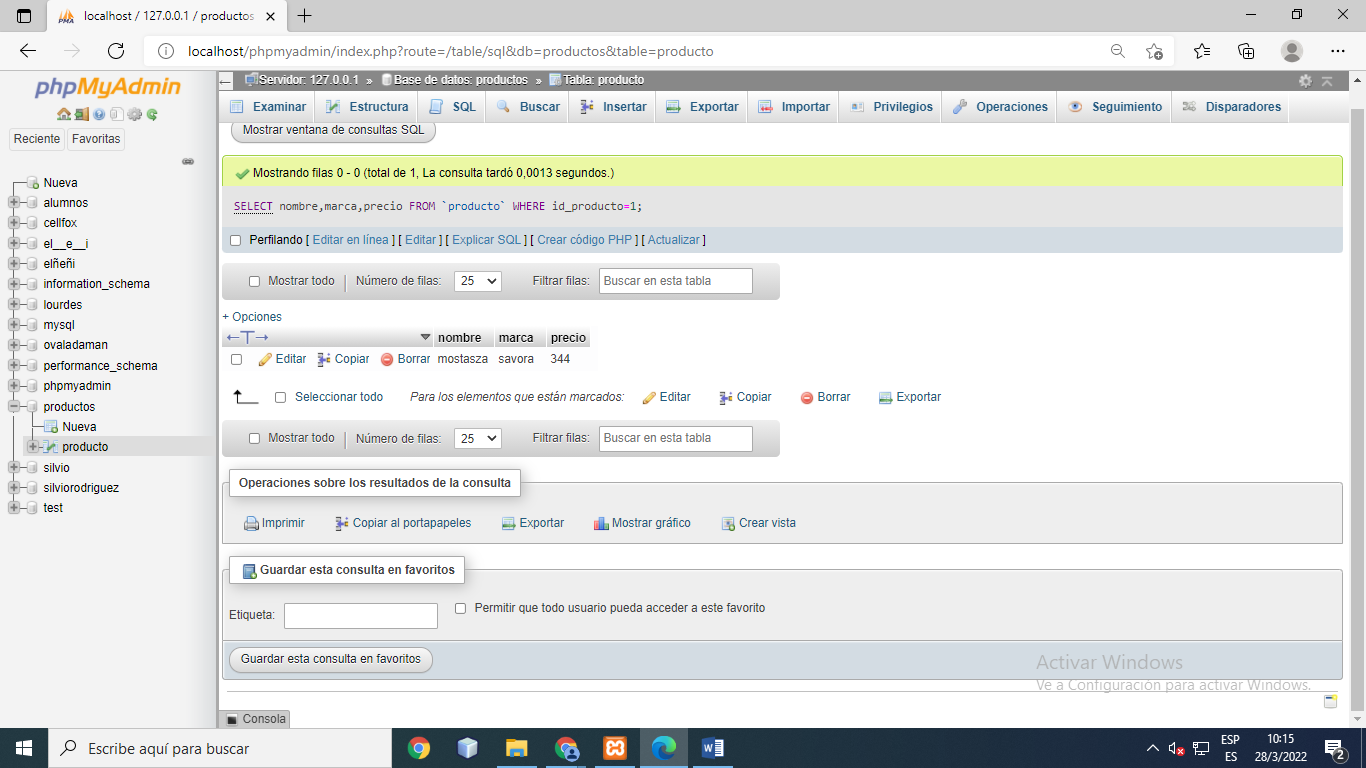 localhost / 127.0.0.1 / productos
localhost/phpmyadmin/index.php?route=/table/sql&db=productos&table=producto
phpMyAdmin
Reciente Favoritas
Nueva
alumnos
cellfox
el__e_i
elñeñi
information_schema
lourdes
mysql
ovaladaman
performance_schema
phpmyadmin
productos
Nueva
producto
silvio
silviorodriguez
test
Servidor: 127.0.0.1 » Base de datos: productos » Tabla: producto
Examinar Estructura SQL Buscar Insertar Exportar Importar Privilegios Operaciones Seguimiento Disparadores
Mostrar ventana de consultas SQL
Mostrando filas 0 - 0 (total de 1, La consulta tardó 0,0013 segundos.)
SELECT nombre,marca,precio FROM `producto` WHERE id_producto=1;
Perfilando [ Editar en línea ] [ Editar ] [ Explicar SQL ] [ Crear código PHP ] [ Actualizar ]
Mostrar todo Número de filas: 25 Filtrar filas: Buscar en esta tabla
+ Opciones
←T→ nombre marca precio
Editar Copiar Borrar mostasza savora 344
Seleccionar todo Para los elementos que están marcados: Editar Copiar Borrar Exportar
Mostrar todo Número de filas: 25 Filtrar filas: Buscar en esta tabla
Operaciones sobre los resultados de la consulta
Imprimir Copiar al portapapeles Exportar Mostrar gráfico Crear vista
Guardar esta consulta en favoritos
Etiqueta: Permitir que todo usuario pueda acceder a este favorito
Guardar esta consulta en favoritos
Activar Windows
Ve a Configuración para activar Windows.
Consola
Escribe aquí para buscar
ESP
ES
10:15
28/3/2022
2